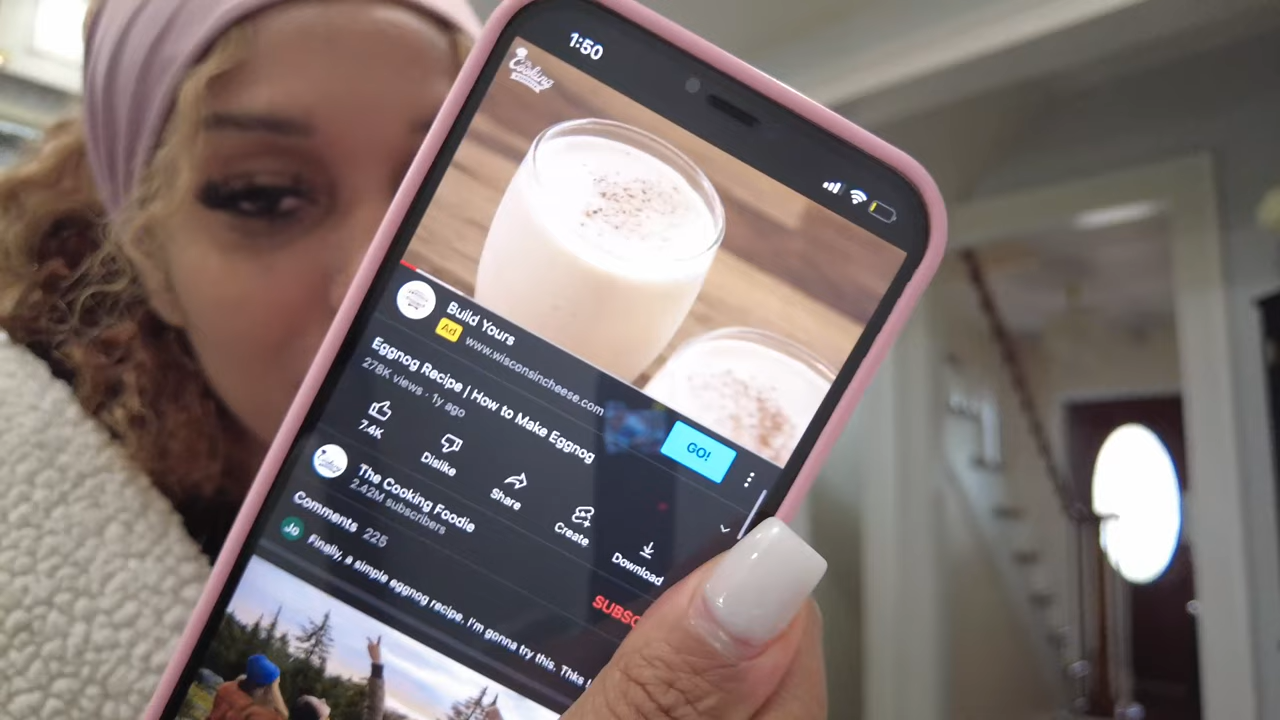 1:50
Cooking
Build Yours
Ad www.wisconsincheese.com
GO!
Eggnog Recipe | How to Make Eggnog
278K views · 1y ago
7.4K
Dislike
Share
Create
Download
The Cooking Foodie
2.42M subscribers
SUBSC
Comments 225
Jo
Finally, a simple eggnog recipe, I'm gonna try this. Thks